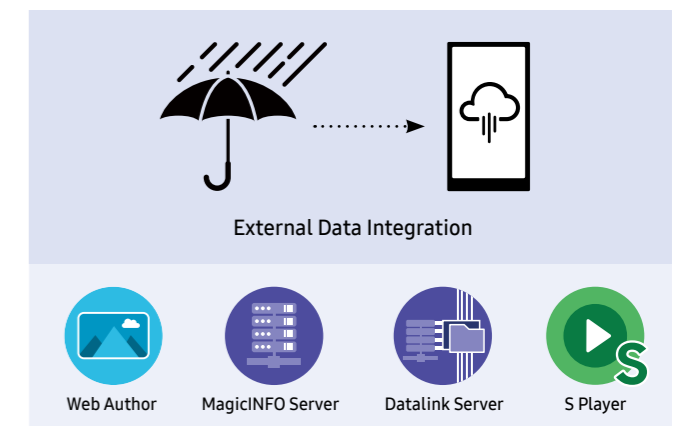 External Data Integration
Web Author
MagicINFO Server
Datalink Server
S
S Player